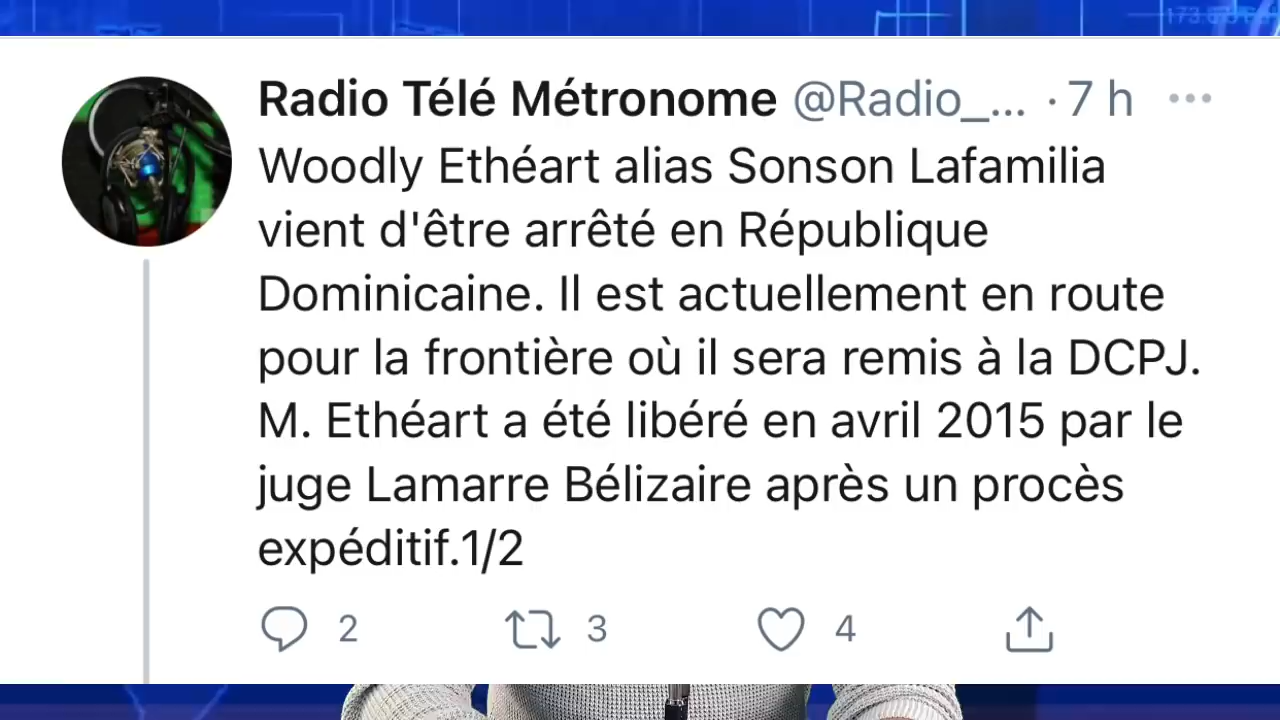 Radio Télé Métronome @Radio_... · 7 h
Woodly Ethéart alias Sonson Lafamilia
vient d'être arrêté en République
Dominicaine. Il est actuellement en route
pour la frontière où il sera remis à la DCPJ.
M. Ethéart a été libéré en avril 2015 par le
juge Lamarre Bélizaire après un procès
expéditif.1/2
2 3 4